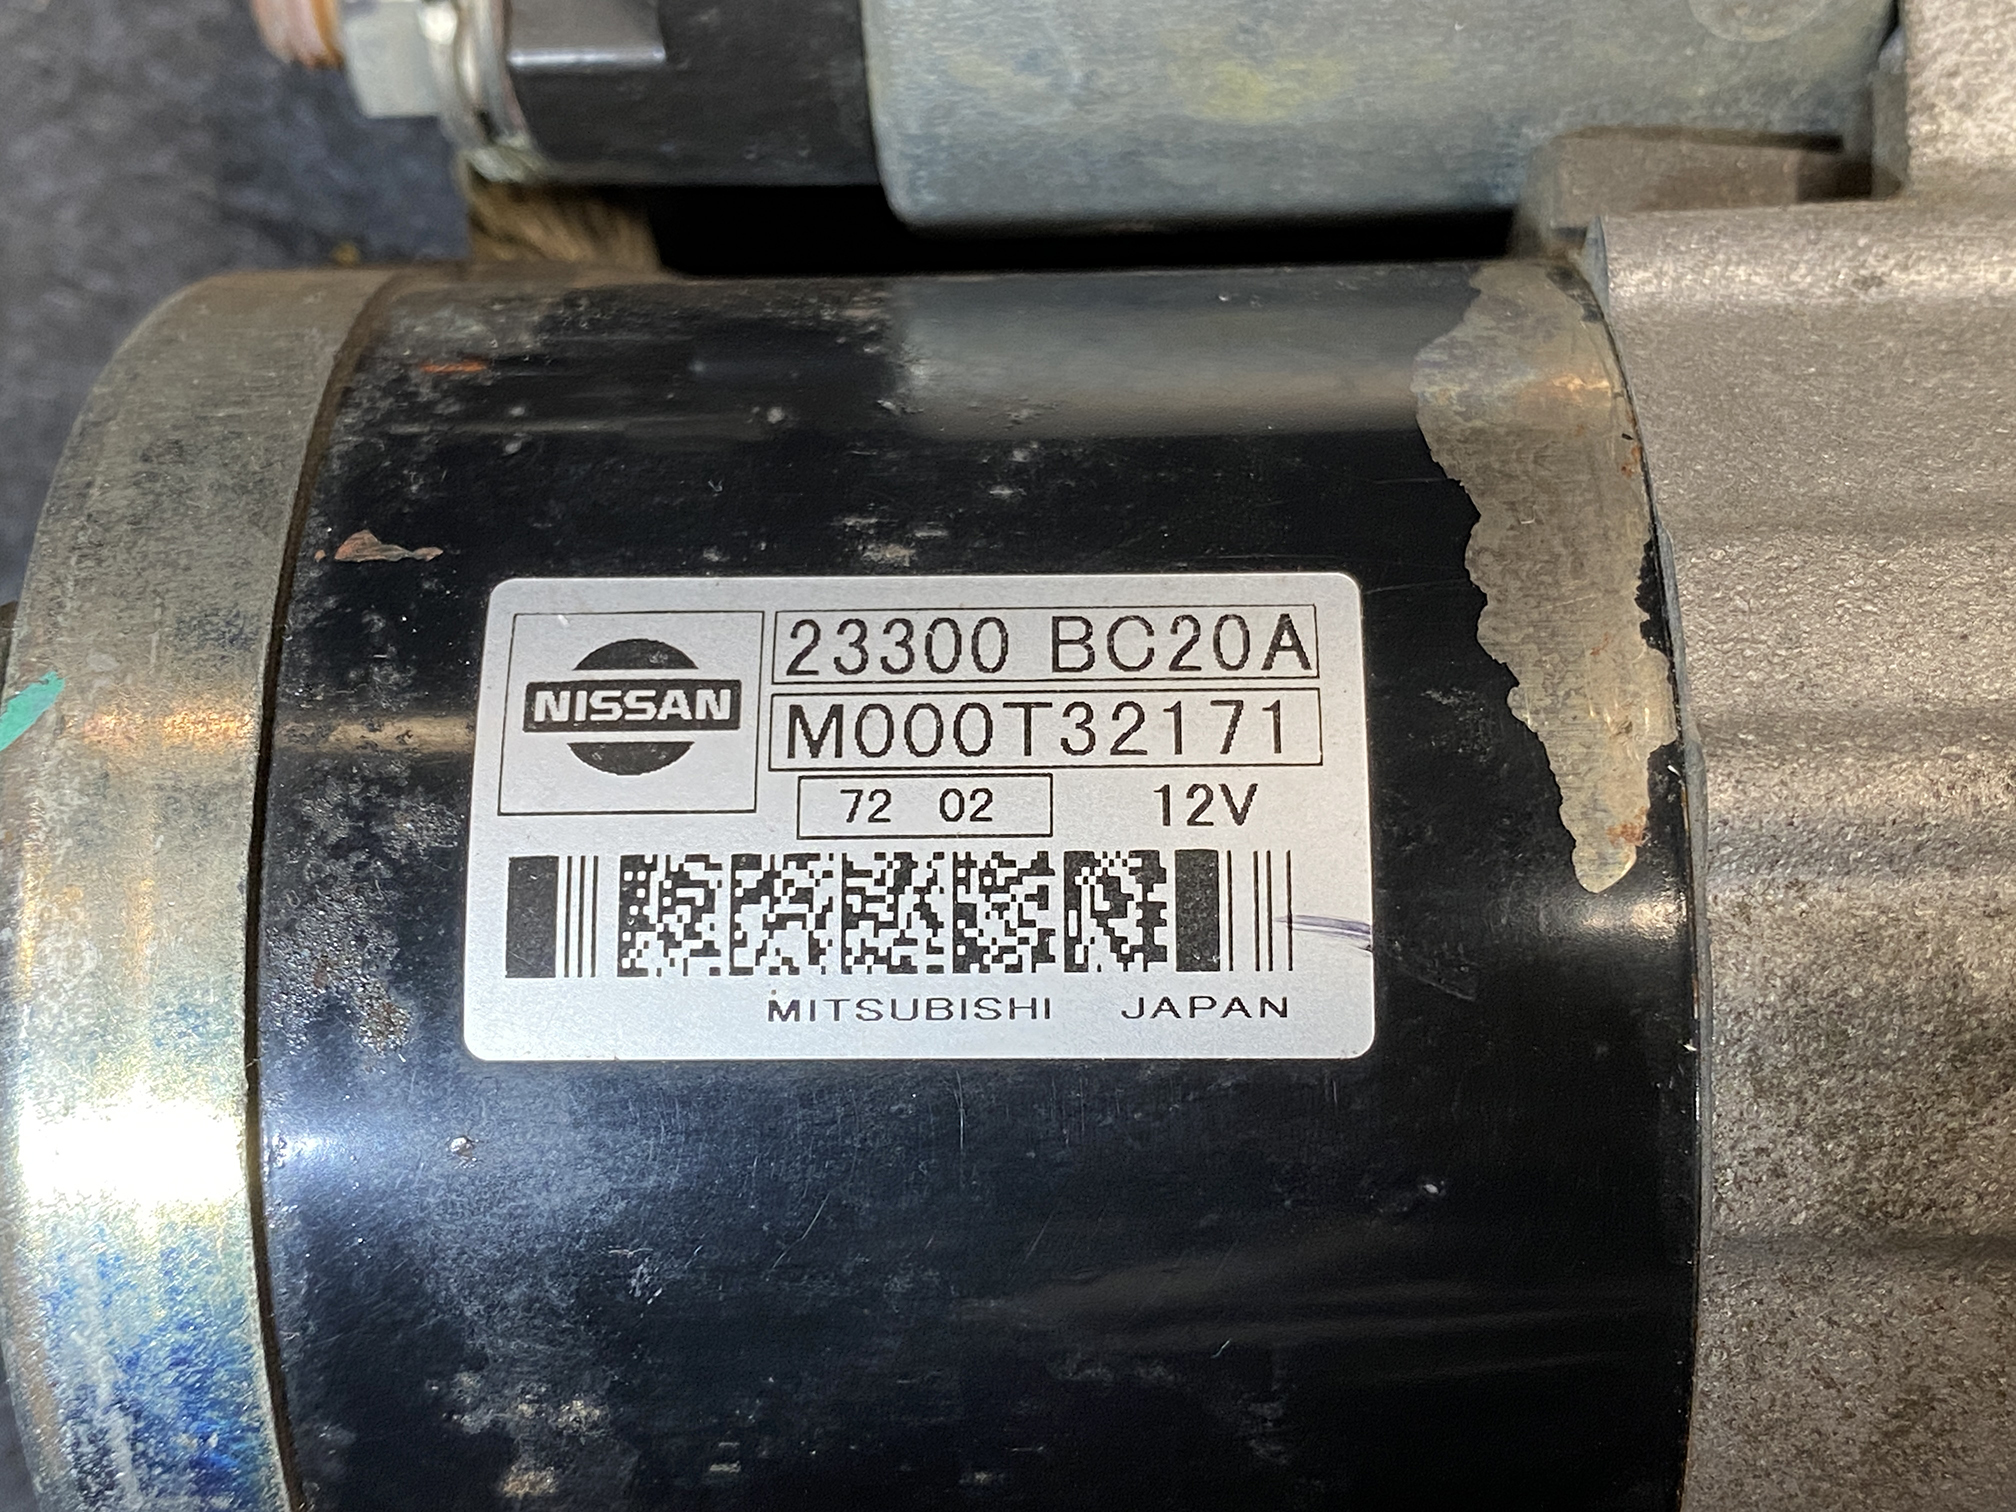 NISSAN
23300 BC20A
M000T32171
72 02 12V
MITSUBISHI JAPAN